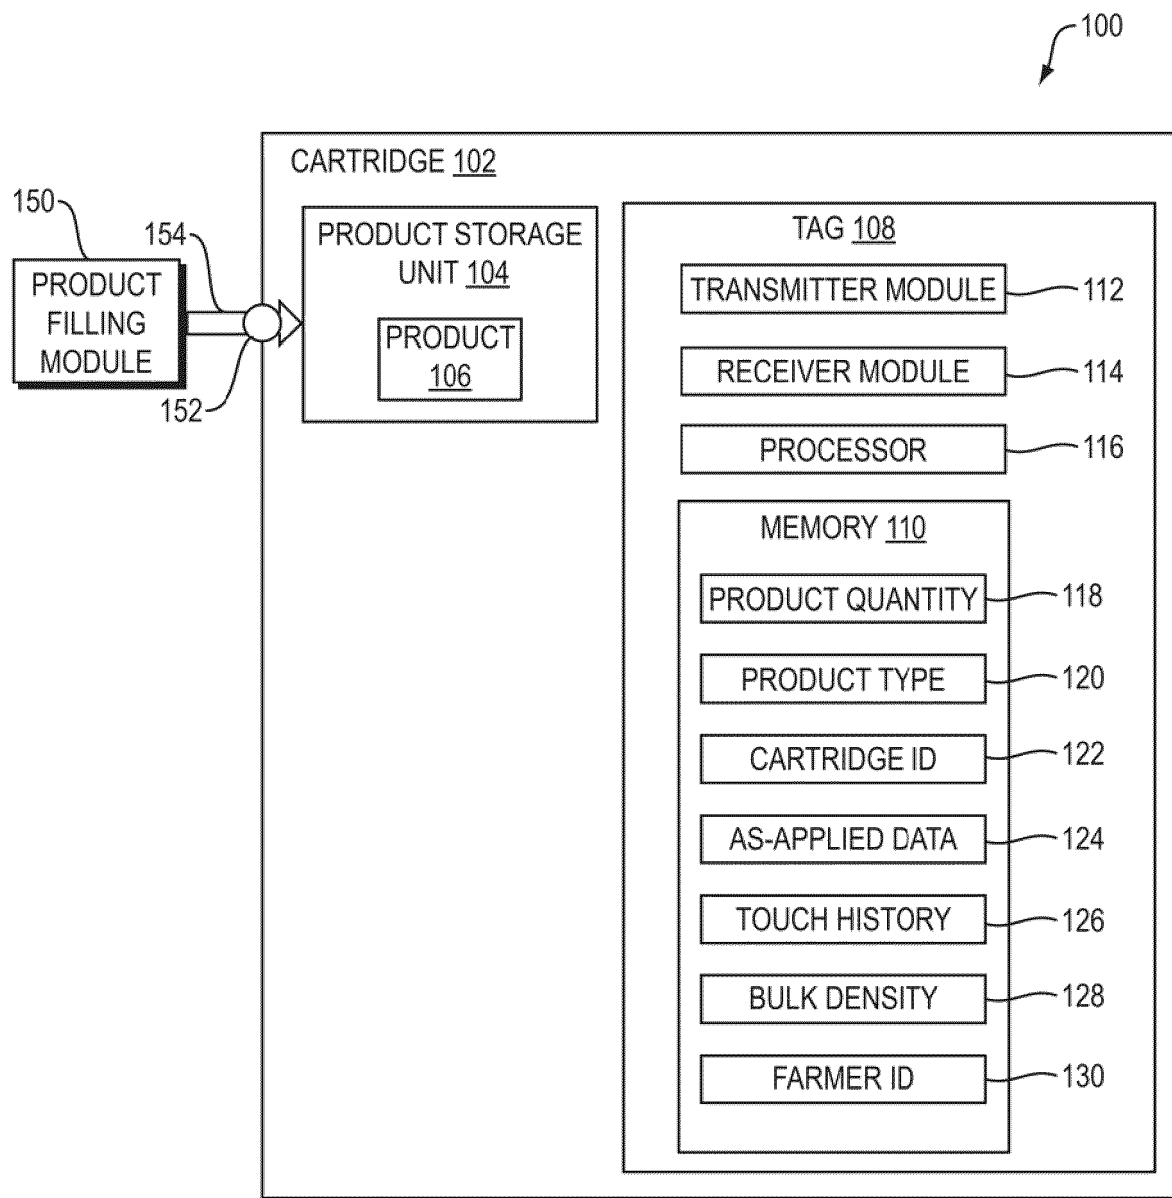 100
CARTRIDGE 102
150
154
PRODUCT FILLING MODULE
152
PRODUCT STORAGE
UNIT 104
PRODUCT
106
TAG 108
TRANSMITTER MODULE
112
RECEIVER MODULE
114
PROCESSOR
116
MEMORY 110
PRODUCT QUANTITY
118
PRODUCT TYPE
120
CARTRIDGE ID
122
AS-APPLIED DATA
124
TOUCH HISTORY
126
BULK DENSITY
128
FARMER ID
130